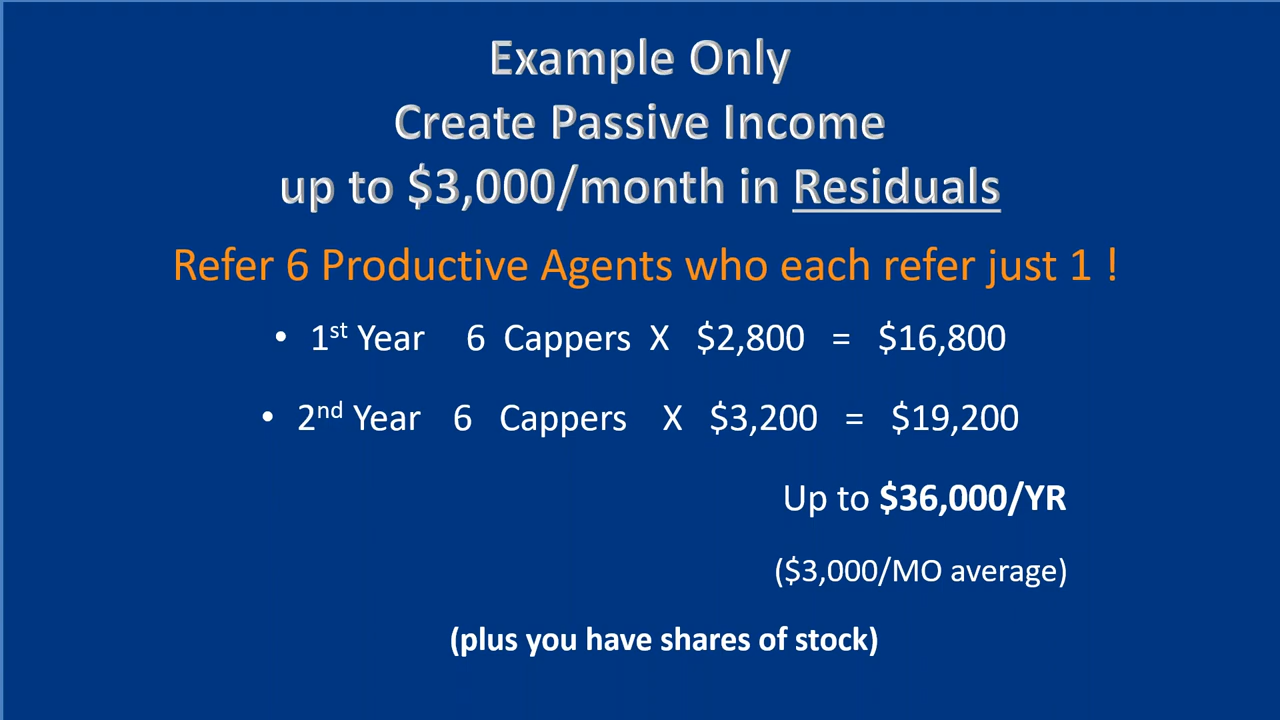 Example Only
Create Passive Income
up to $3,000/month in Residuals
Refer 6 Productive Agents who each refer just 1 !
• 1st Year 6 Cappers X $2,800 = $16,800
• 2nd Year 6 Cappers X $3,200 = $19,200
Up to $36,000/YR
($3,000/MO average)
(plus you have shares of stock)